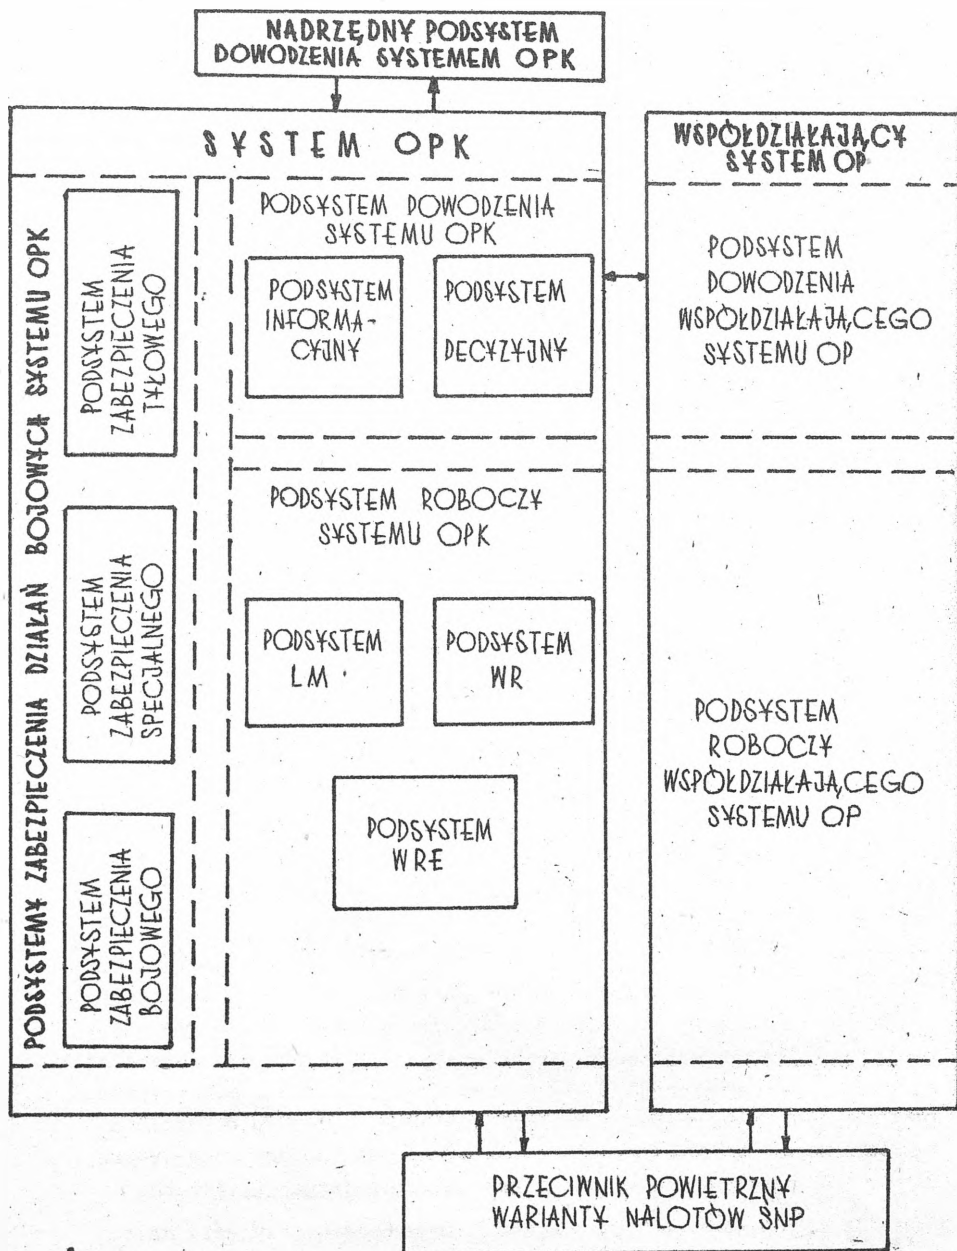 NADRZĘDNY PODSYSTEM
DOWODZENIA SYSTEMEM OPK
SYSTEM OPK
PODSYSTEMY ZABEZPIECZENIA DZIAŁAŃ BOJOWYCH SYSTEMU OPK
PODSYSTEM
ZABEZPIECZENIA
TYŁOWEGO
PODSYSTEM
ZABEZPIECZENIA
SPECJALNEGO
PODSYSTEM
ZABEZPIECZENIA
BOJOWEGO
PODSYSTEM DOWODZENIA
SYSTEMU OPK
PODSYSTEM
INFORMA-
CYJNY
PODSYSTEM
DECYZYJNY
PODSYSTEM ROBOCZY
SYSTEMU OPK
PODSYSTEM
LM
PODSYSTEM
WR
PODSYSTEM
WRE
WSPÓŁDZIAŁAJĄCY
SYSTEM OP
PODSYSTEM
DOWODZENIA
WSPÓŁDZIAŁAJĄCEGO
SYSTEMU OP
PODSYSTEM
ROBOCZY
WSPÓŁDZIAŁAJĄCEGO
SYSTEMU OP
PRZECIWNIK POWIETRZNY
WARIANTY NALOTÓW ŚNP